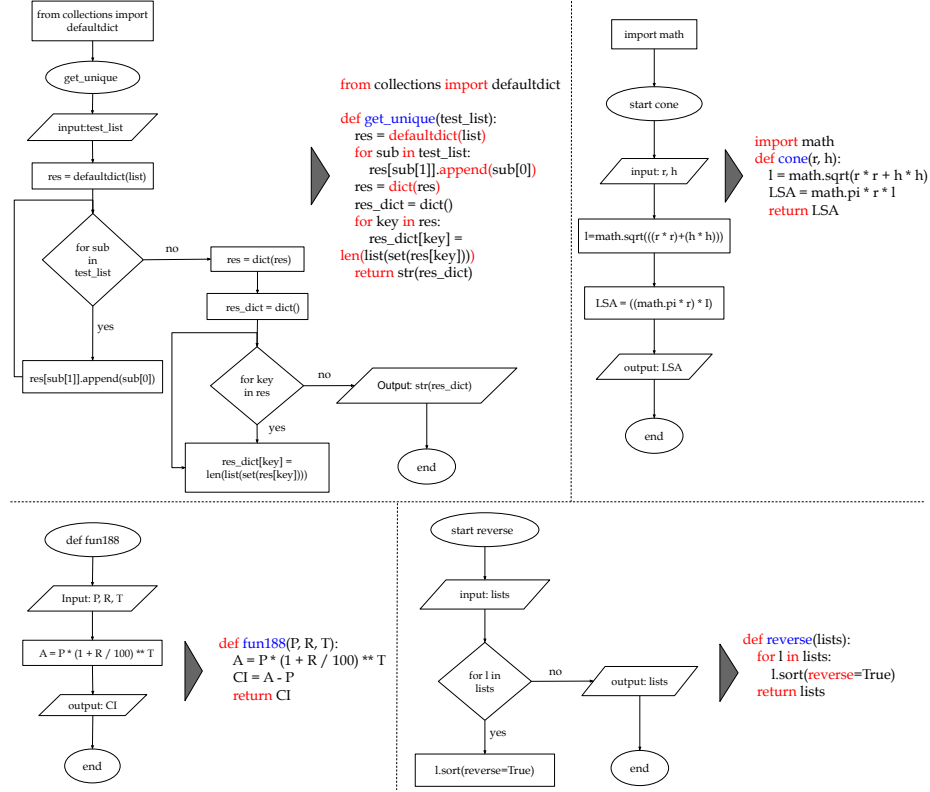 from collections import
defaultdict
get_unique
input:test_list
res = defaultdict(list)
for sub
in
test_list
no
yes
res[sub[1]].append(sub[0])
res = dict(res)
res_dict = dict()
for key
in res
no
yes
res_dict[key] =
len(list(set(res[key])))
Output: str(res_dict)
end
from collections import defaultdict
def get_unique(test_list):
res = defaultdict(list)
for sub in test_list:
res[sub[1]].append(sub[0])
res = dict(res)
res_dict = dict()
for key in res:
res_dict[key] =
len(list(set(res[key])))
return str(res_dict)
import math
start cone
input: r, h
l=math.sqrt(((r * r)+(h * h)))
LSA = ((math.pi * r) * l)
output: LSA
end
import math
def cone(r, h):
l = math.sqrt(r * r + h * h)
LSA = math.pi * r * l
return LSA
def fun188
Input: P, R, T
A = P * (1 + R / 100) ** T
output: CI
end
def fun188(P, R, T):
A = P * (1 + R / 100) ** T
CI = A - P
return CI
start reverse
input: lists
for l in
lists
no
yes
l.sort(reverse=True)
output: lists
end
def reverse(lists):
for l in lists:
l.sort(reverse=True)
return lists